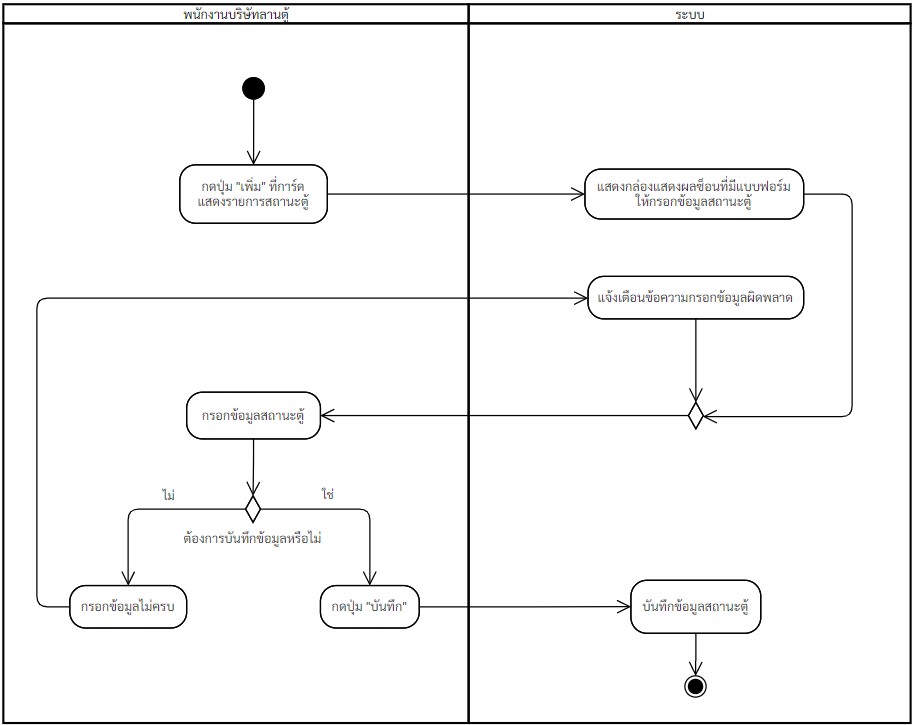 พนักงานบริษัทลานตู้
ระบบ
กดปุ่ม "เพิ่ม" ที่การ์ด
แสดงรายการสถานะตู้
แสดงกล่องแสดงผลซ็อนที่มีแบบฟอร์ม
ให้กรอกข้อมูลสถานะตู้
แจ้งเตือนข้อความกรอกข้อมูลผิดพลาด
กรอกข้อมูลสถานะตู้
ไม่
ใช่
ต้องการบันทึกข้อมูลหรือไม่
กรอกข้อมูลไม่ครบ
กดปุ่ม "บันทึก"
บันทึกข้อมูลสถานะตู้